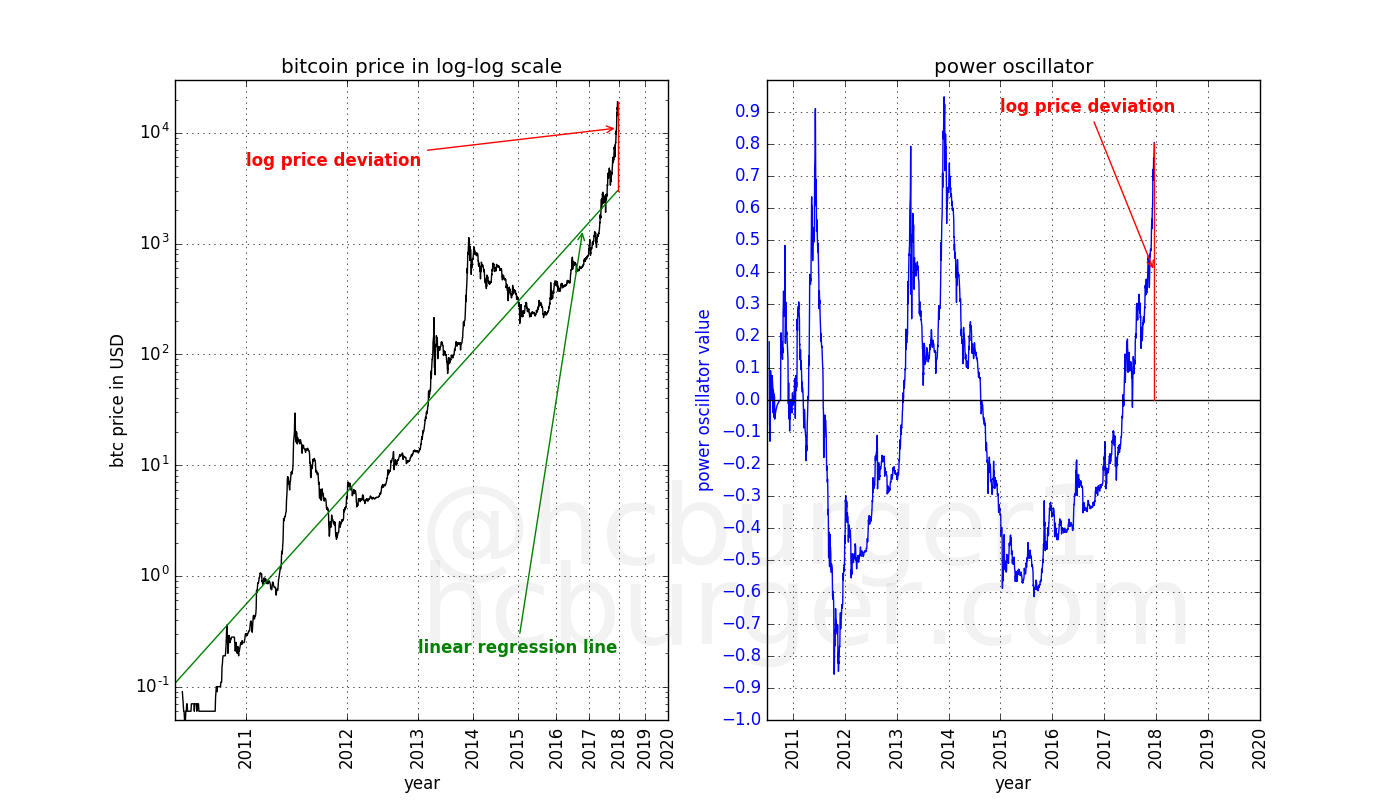 bitcoin price in log-log scale
btc price in USD
10^4
10^3
10^2
10^1
10^0
10^-1
log price deviation
linear regression line
2011 2012 2013 2014 2015 2016 2017 2018 2019 2020
year
power oscillator
power oscillator value
0.9
0.8
0.7
0.6
0.5
0.4
0.3
0.2
0.1
0.0
−0.1
−0.2
−0.3
−0.4
−0.5
−0.6
−0.7
−0.8
−0.9
−1.0
log price deviation
2011 2012 2013 2014 2015 2016 2017 2018 2019 2020
year
@hcburger1
hcburger.com